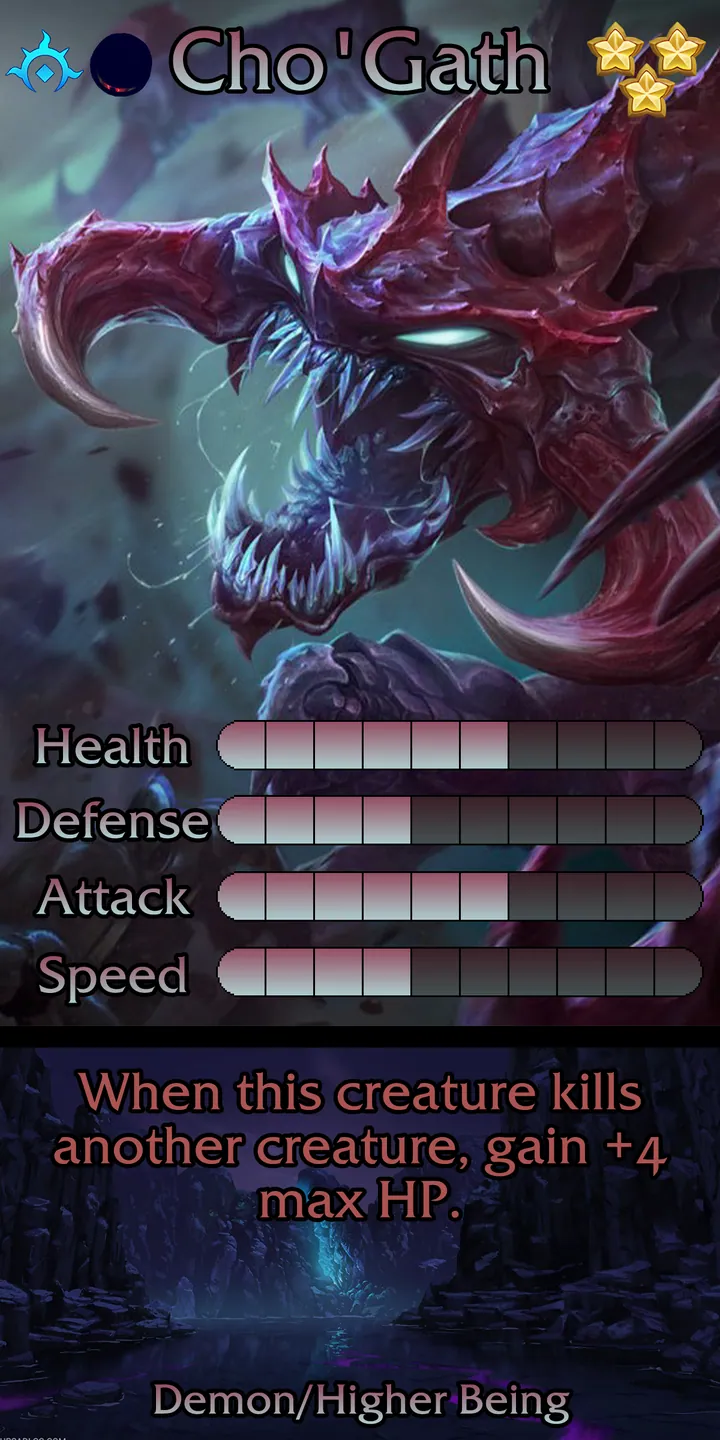 Cho'Gath
Health
Defense
Attack
Speed
When this creature kills
another creature, gain +4
max HP.
Demon/Higher Being